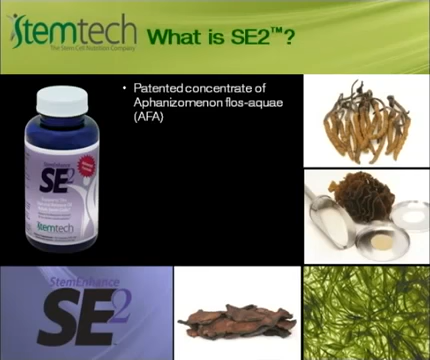 Stemtech
The Stem Cell Nutrition Company
What is SE2™?
• Patented concentrate of
Aphanizomenon flos-aquae
(AFA)
StemEnhance
SE2
Stemtech
StemEnhance
SE2